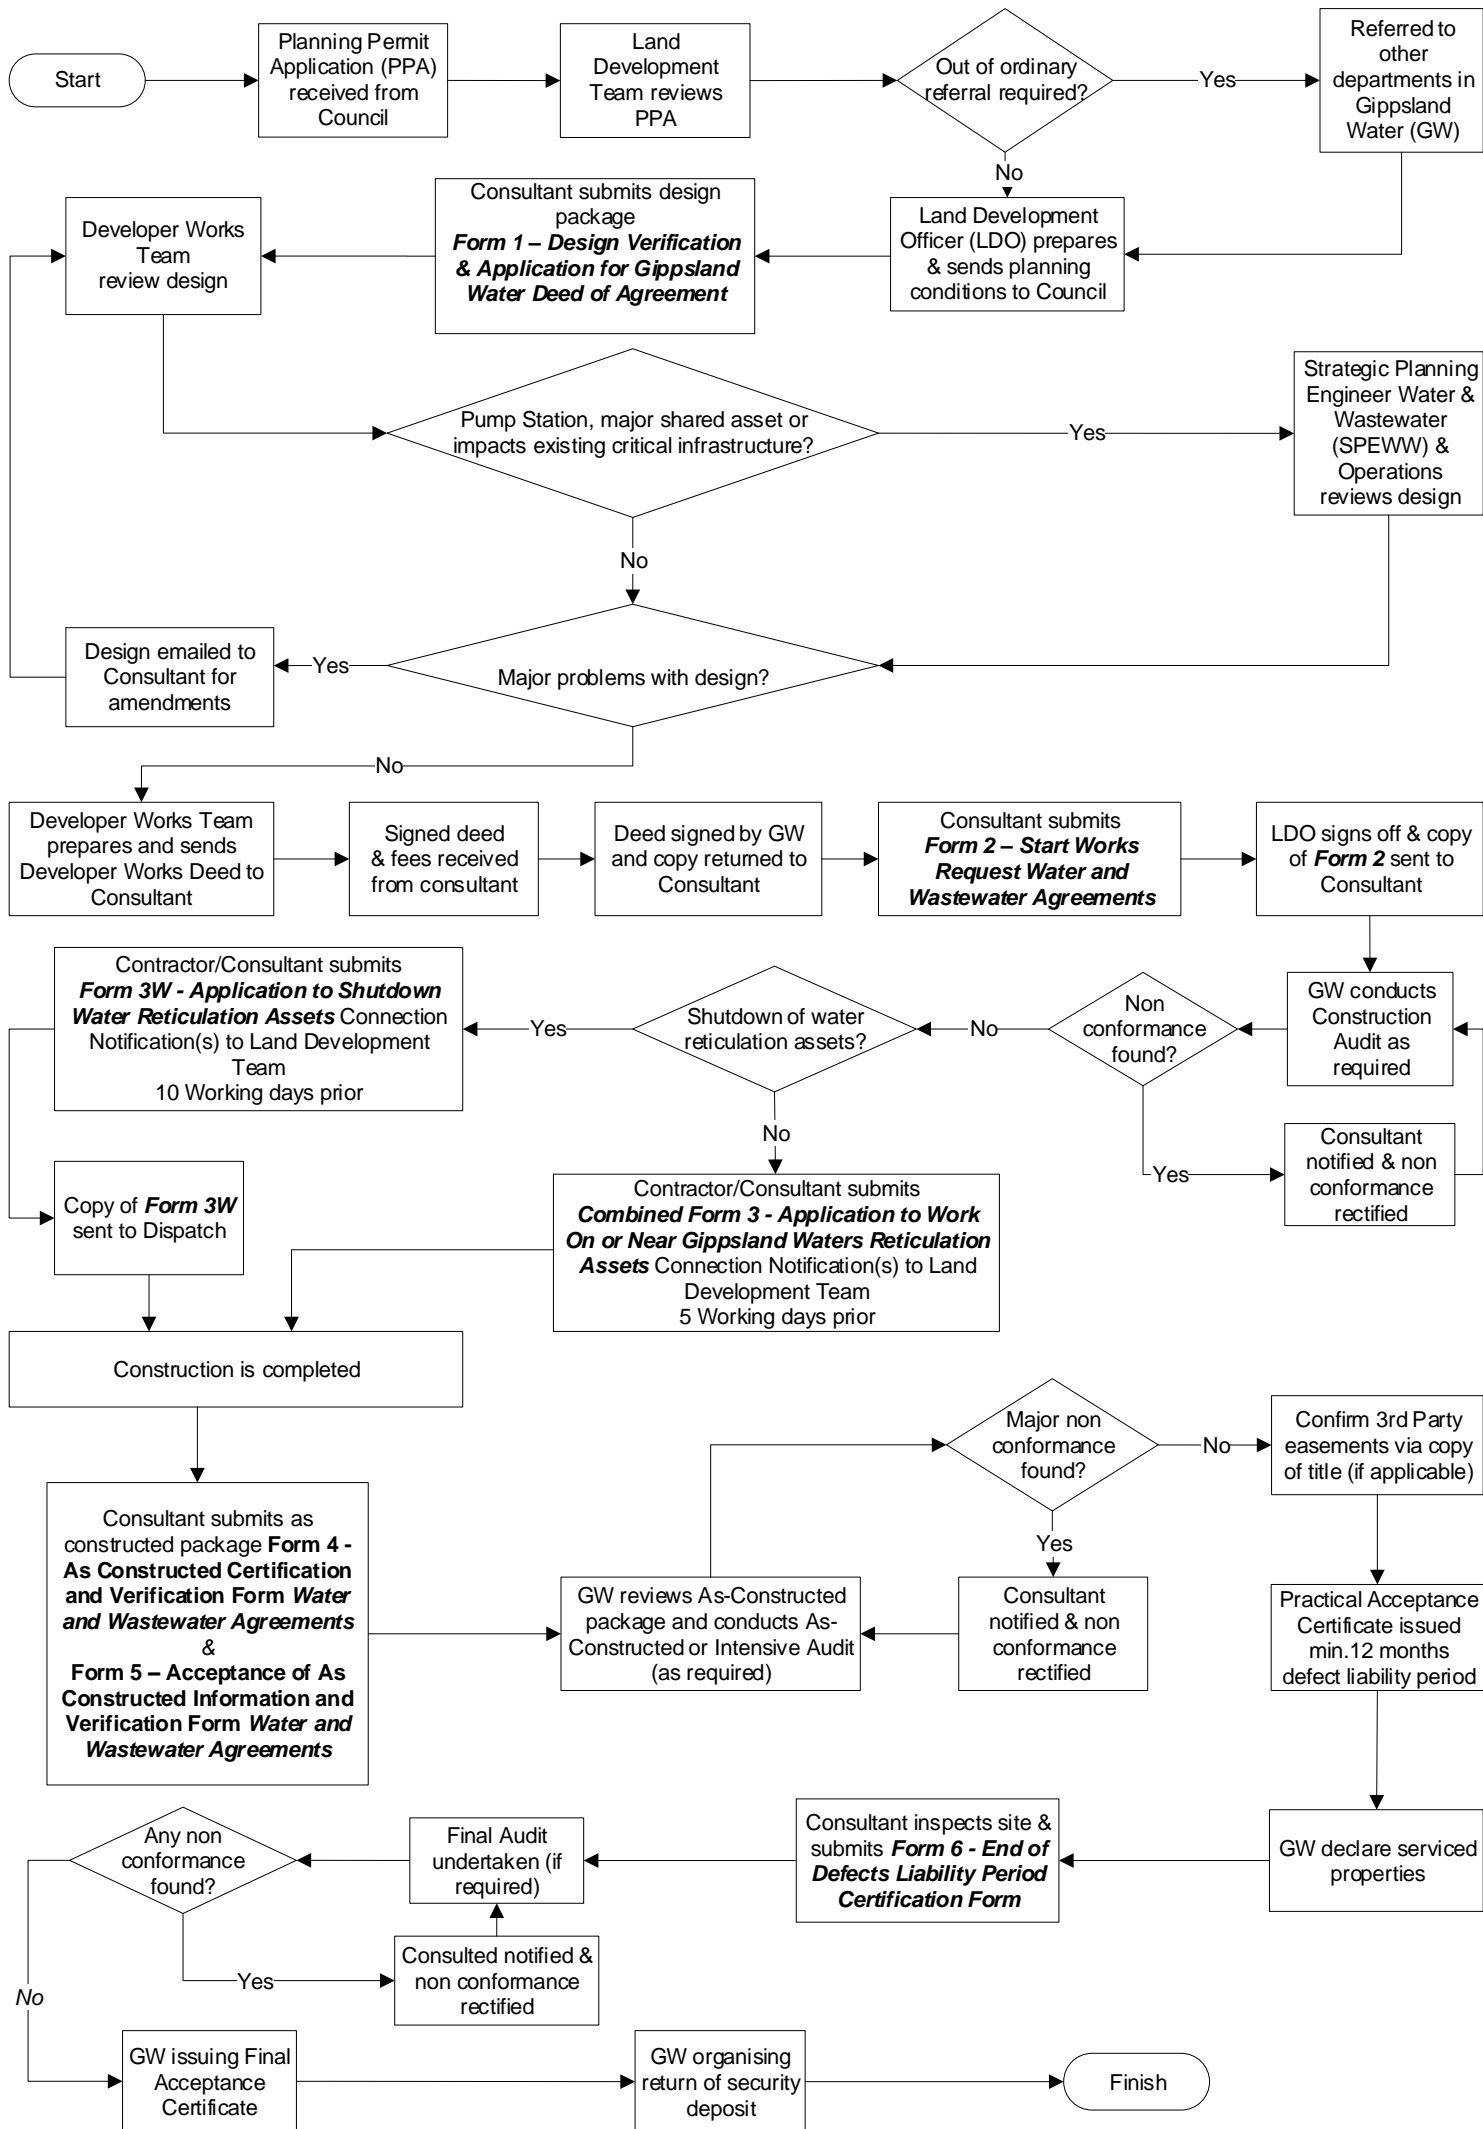 Start
Planning Permit
Application (PPA)
received from
Council
Land
Development
Team reviews
PPA
Out of ordinary
referral required?
Yes
Referred to
other
departments in
Gippsland
Water (GW)
No
Land Development
Officer (LDO) prepares
& sends planning
conditions to Council
Consultant submits design
package
Form 1 – Design Verification
& Application for Gippsland
Water Deed of Agreement
Developer Works
Team
review design
Pump Station, major shared asset or
impacts existing critical infrastructure?
Yes
Strategic Planning
Engineer Water &
Wastewater
(SPEWW) &
Operations
reviews design
No
Major problems with design?
Yes
Design emailed to
Consultant for
amendments
No
Developer Works Team
prepares and sends
Developer Works Deed to
Consultant
Signed deed
& fees received
from consultant
Deed signed by GW
and copy returned to
Consultant
Consultant submits
Form 2 – Start Works
Request Water and
Wastewater Agreements
LDO signs off & copy
of Form 2 sent to
Consultant
GW conducts
Construction
Audit as
required
Non
conformance
found?
Yes
Consultant
notified & non
conformance
rectified
No
Shutdown of water
reticulation assets?
Yes
Contractor/Consultant submits
Form 3W - Application to Shutdown
Water Reticulation Assets Connection
Notification(s) to Land Development
Team
10 Working days prior
Copy of Form 3W
sent to Dispatch
No
Contractor/Consultant submits
Combined Form 3 - Application to Work
On or Near Gippsland Waters Reticulation
Assets Connection Notification(s) to Land
Development Team
5 Working days prior
Construction is completed
Consultant submits as
constructed package Form 4 -
As Constructed Certification
and Verification Form Water
and Wastewater Agreements
&
Form 5 – Acceptance of As
Constructed Information and
Verification Form Water and
Wastewater Agreements
GW reviews As-Constructed
package and conducts As-
Constructed or Intensive Audit
(as required)
Major non
conformance
found?
Yes
Consultant
notified & non
conformance
rectified
No
Confirm 3rd Party
easements via copy
of title (if applicable)
Practical Acceptance
Certificate issued
min.12 months
defect liability period
GW declare serviced
properties
Consultant inspects site &
submits Form 6 - End of
Defects Liability Period
Certification Form
Final Audit
undertaken (if
required)
Any non
conformance
found?
Yes
Consulted notified &
non conformance
rectified
No
GW issuing Final
Acceptance
Certificate
GW organising
return of security
deposit
Finish